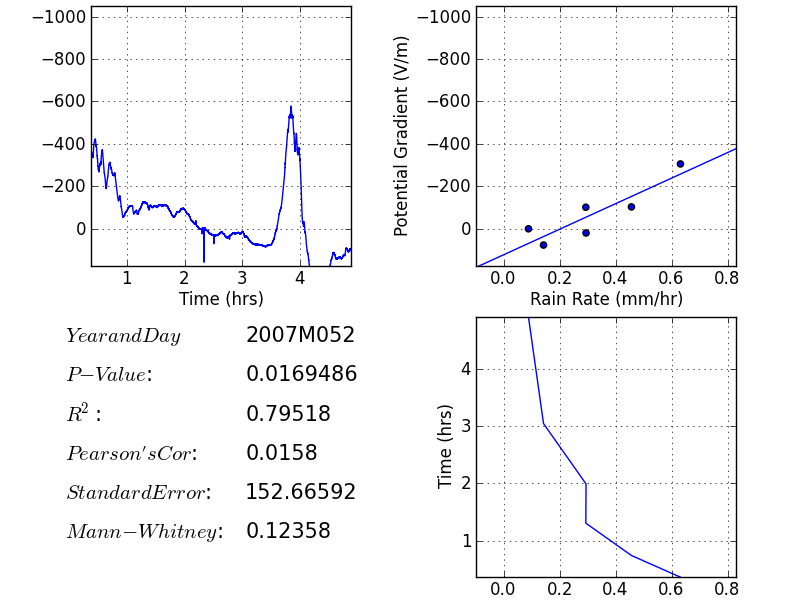 −1000
−800
−600
−400
−200
0
1 2 3 4
Time (hrs)
Potential Gradient (V/m)
−1000
−800
−600
−400
−200
0
0.0 0.2 0.4 0.6 0.8
Rain Rate (mm/hr)
YearandDay 2007M052
P−Value: 0.0169486
R² : 0.79518
Pearson'sCor: 0.0158
StandardError: 152.66592
Mann−Whitney: 0.12358
Time (hrs)
4
3
2
1
0.0 0.2 0.4 0.6 0.8